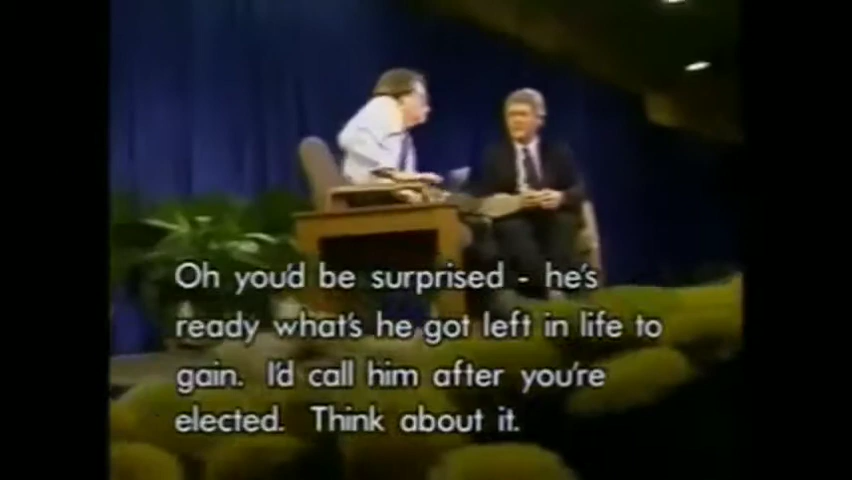 Oh you'd be surprised - he's
ready what's he got left in life to
gain. I'd call him after you're
elected. Think about it.